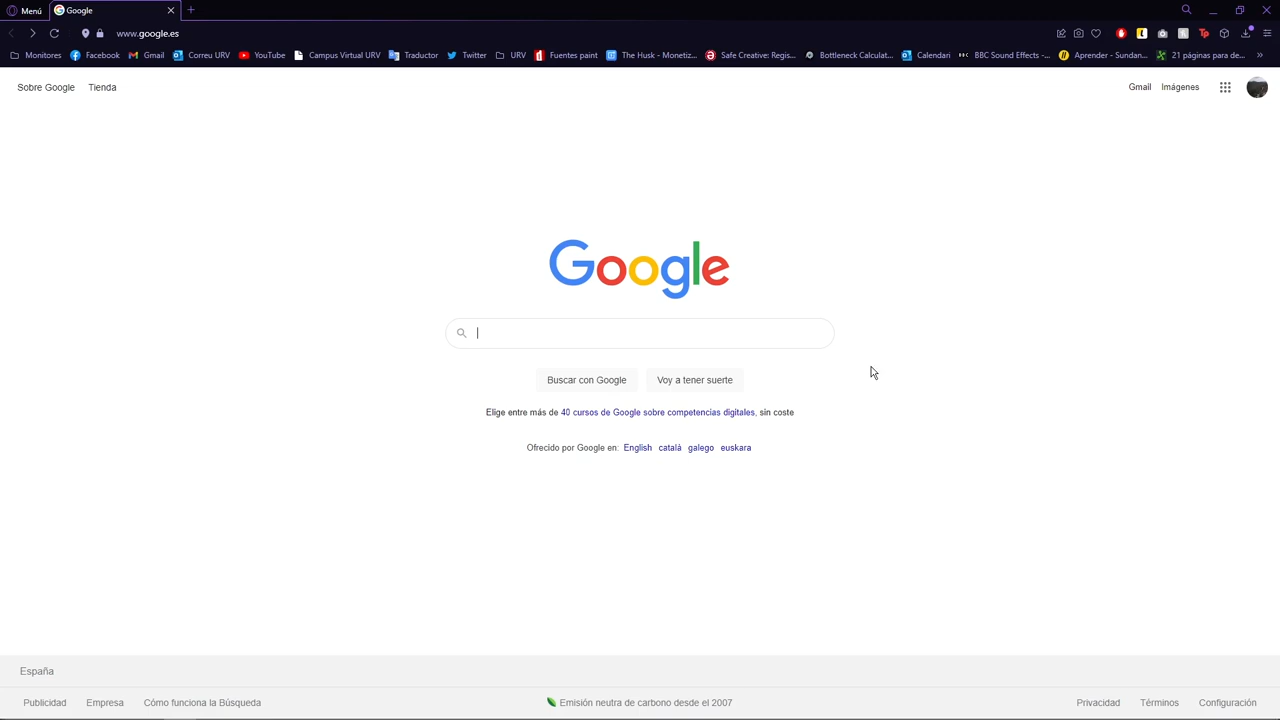 Menú Google
www.google.es
Monitores Facebook Gmail Correu URV YouTube Campus Virtual URV Traductor Twitter URV Fuentes paint The Husk - Monetiz... Safe Creative: Regis... Bottleneck Calculat... Calendari BBC Sound Effects -... Aprender - Sundan... 21 páginas para de...
Sobre Google Tienda Gmail Imágenes
Google
Buscar con Google Voy a tener suerte
Elige entre más de 40 cursos de Google sobre competencias digitales, sin coste
Ofrecido por Google en: English català galego euskara
España
Publicidad Empresa Cómo funciona la Búsqueda Emisión neutra de carbono desde el 2007 Privacidad Términos Configuración